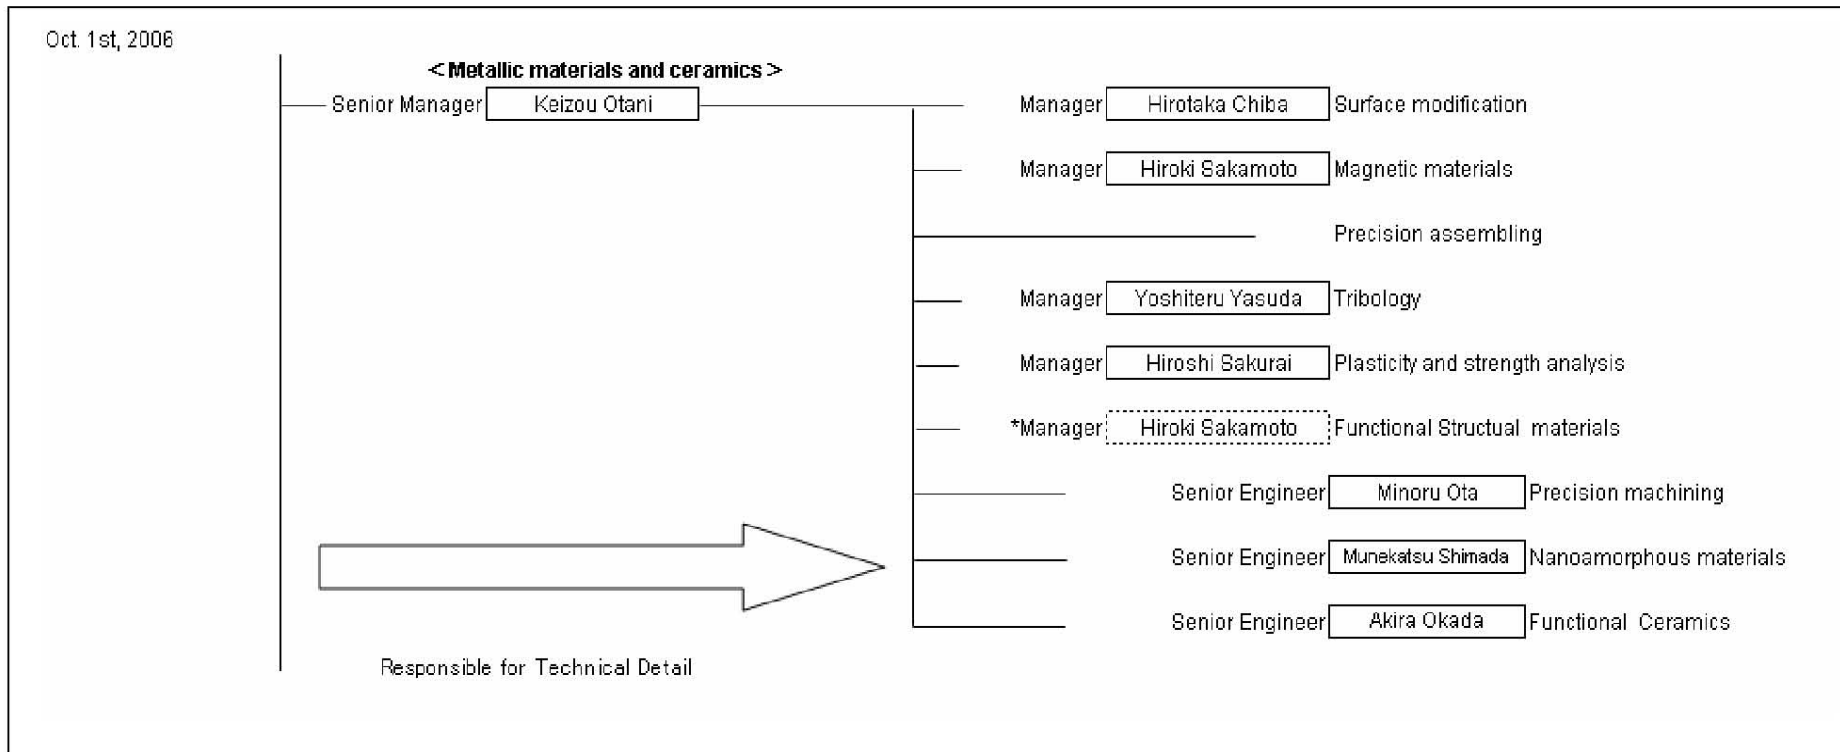 Oct. 1st, 2006
< Metallic materials and ceramics >
Senior Manager Keizou Otani Manager Hirotaka Chiba Surface modification
Manager Hiroki Sakamoto Magnetic materials
Precision assembling
Manager Yoshiteru Yasuda Tribology
Manager Hiroshi Sakurai Plasticity and strength analysis
*Manager Hiroki Sakamoto Functional Structual materials
Senior Engineer Minoru Ota Precision machining
Senior Engineer Munekatsu Shimada Nanoamorphous materials
Senior Engineer Akira Okada Functional Ceramics
Responsible for Technical Detail